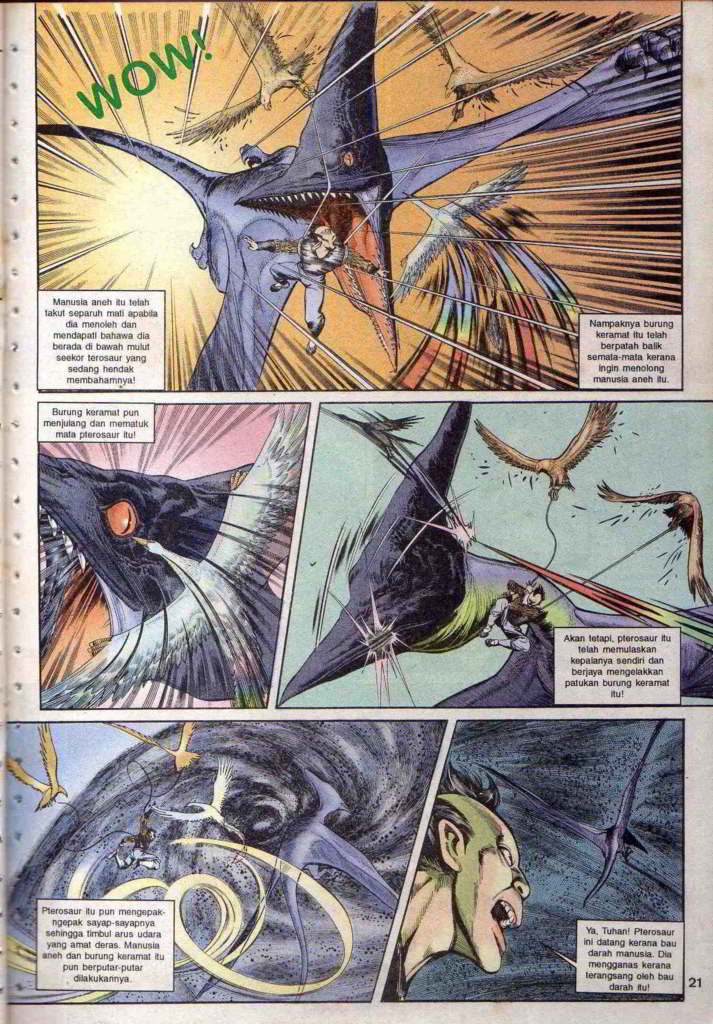 WOW!
Manusia aneh itu telah
takut separuh mati apabila
dia menoleh dan
mendapati bahawa dia
berada di bawah mulut
seekor terosaur yang
sedang hendak
membahamnya!
Nampaknya burung
keramat itu telah
berpatah balik
semata-mata kerana
ingin menolong
manusia aneh itu.
Burung keramat pun
menjulang dan mematuk
mata pterosaur itu!
Akan tetapi, pterosaur itu
telah memulaskan
kepalanya sendiri dan
berjaya mengelakkan
patukan burung keramat
itu!
Pterosaur itu pun mengepak-
ngepak sayap-sayapnya
sehingga timbul arus udara
yang amat deras. Manusia
aneh dan burung keramat itu
pun berputar-putar
dilakukannya.
Ya, Tuhan! Pterosaur
ini datang kerana bau
darah manusia. Dia
mengganas kerana
terangsang oleh bau
darah itu!
21